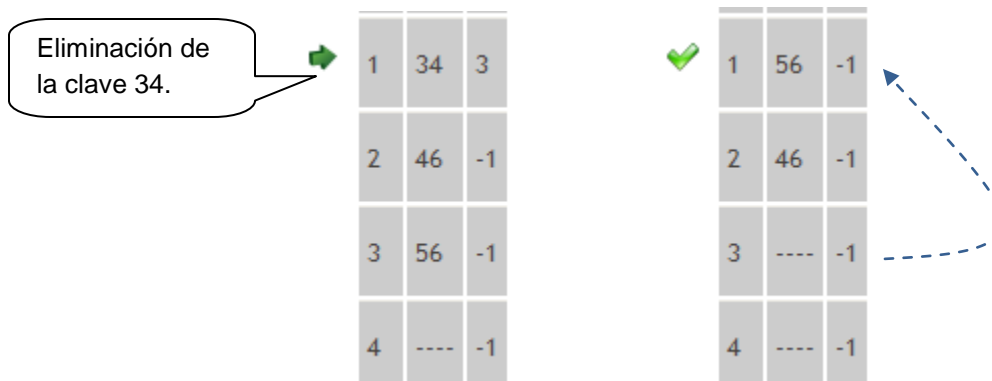 Eliminación de
la clave 34.
1 34 3
2 46 -1
3 56 -1
4 ---- -1
1 56 -1
2 46 -1
3 ---- -1
4 ---- -1